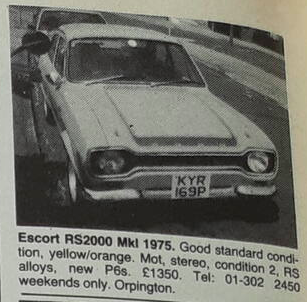 KYR
169P
Escort RS2000 MkI 1975. Good standard condi-
tion, yellow/orange. Mot, stereo, condition 2, RS
alloys, new P6s. £1350. Tel: 01-302 2450
weekends only. Orpington.